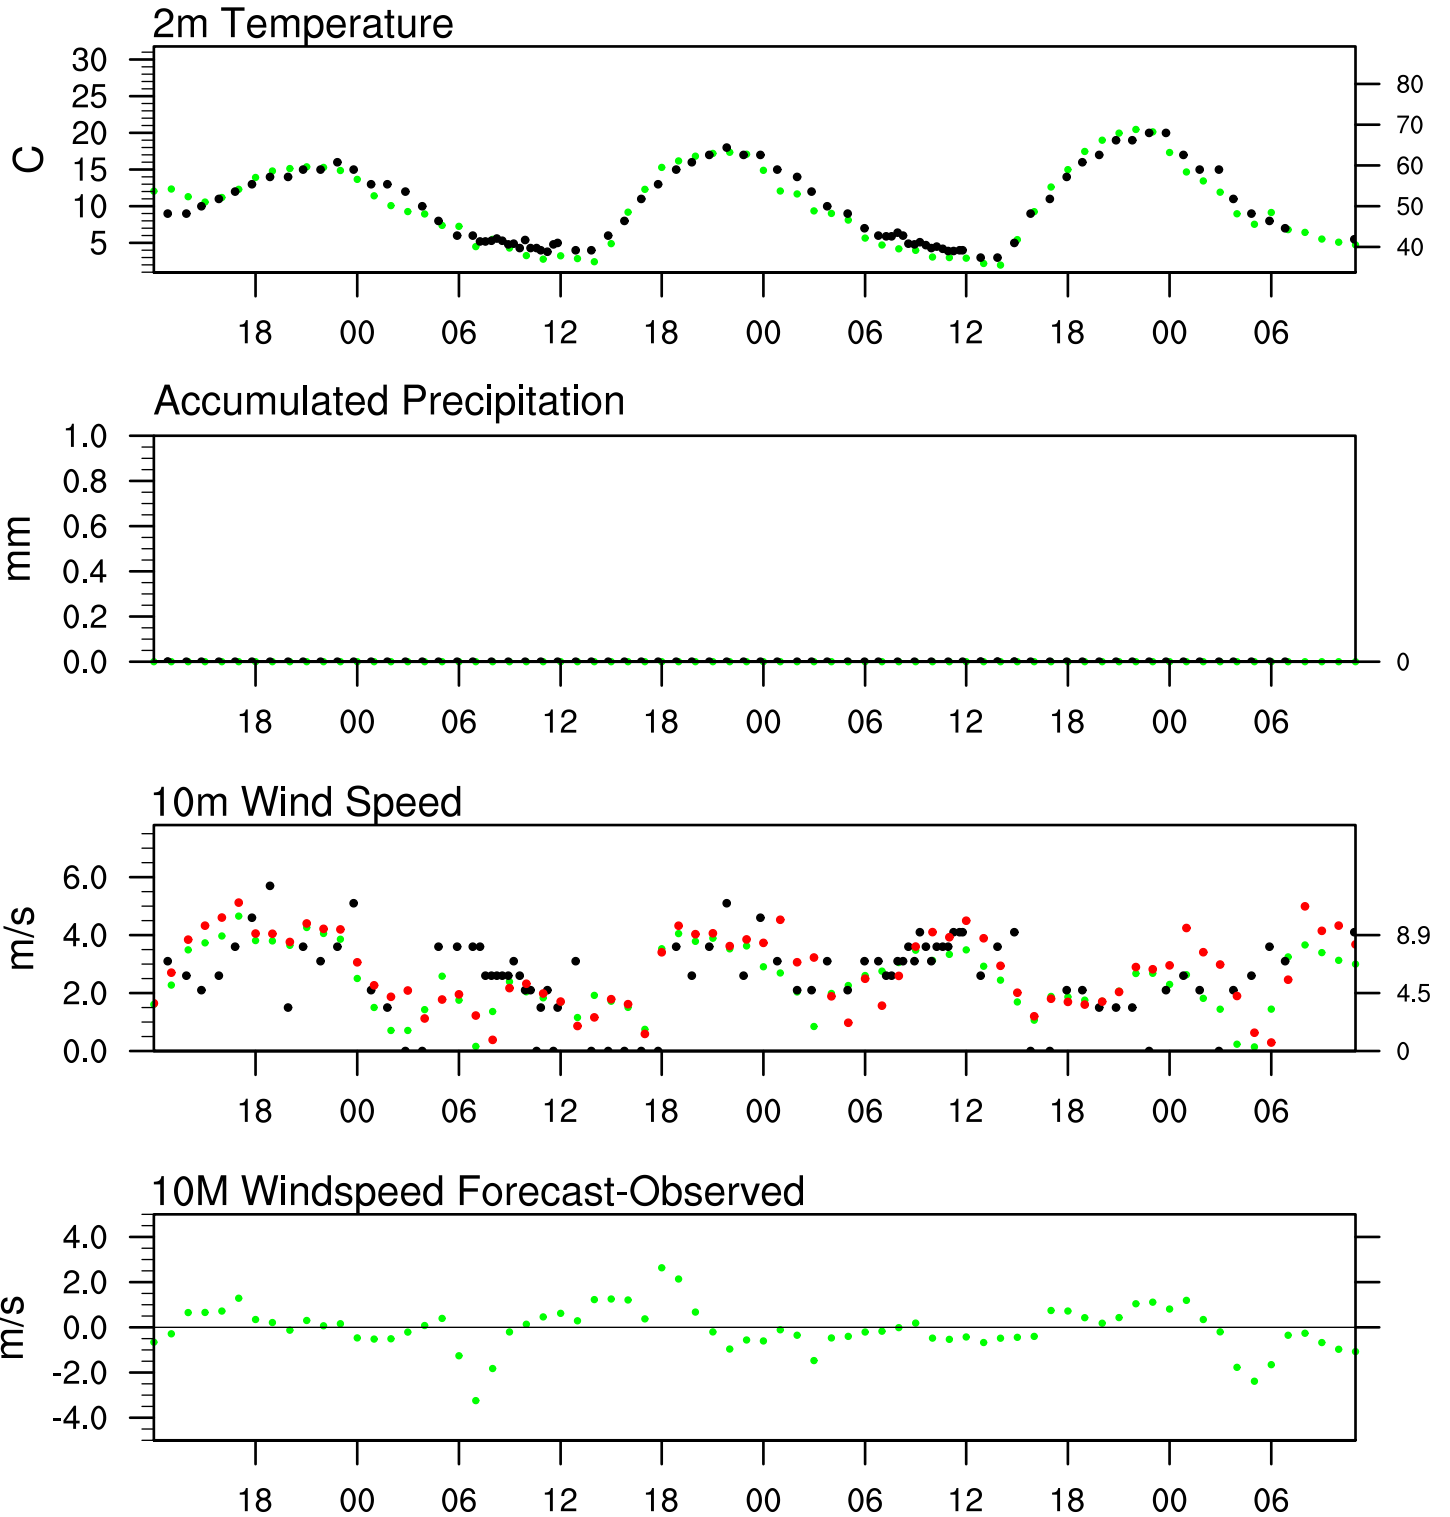 2m Temperature
30
25
20
15
10
5
C
80
70
60
50
40
18 00 06 12 18 00 06 12 18 00 06
Accumulated Precipitation
1.0
0.8
0.6
0.4
0.2
0.0
mm
0
18 00 06 12 18 00 06 12 18 00 06
10m Wind Speed
6.0
4.0
2.0
0.0
m/s
8.9
4.5
0
18 00 06 12 18 00 06 12 18 00 06
10M Windspeed Forecast-Observed
4.0
2.0
0.0
-2.0
-4.0
m/s
18 00 06 12 18 00 06 12 18 00 06